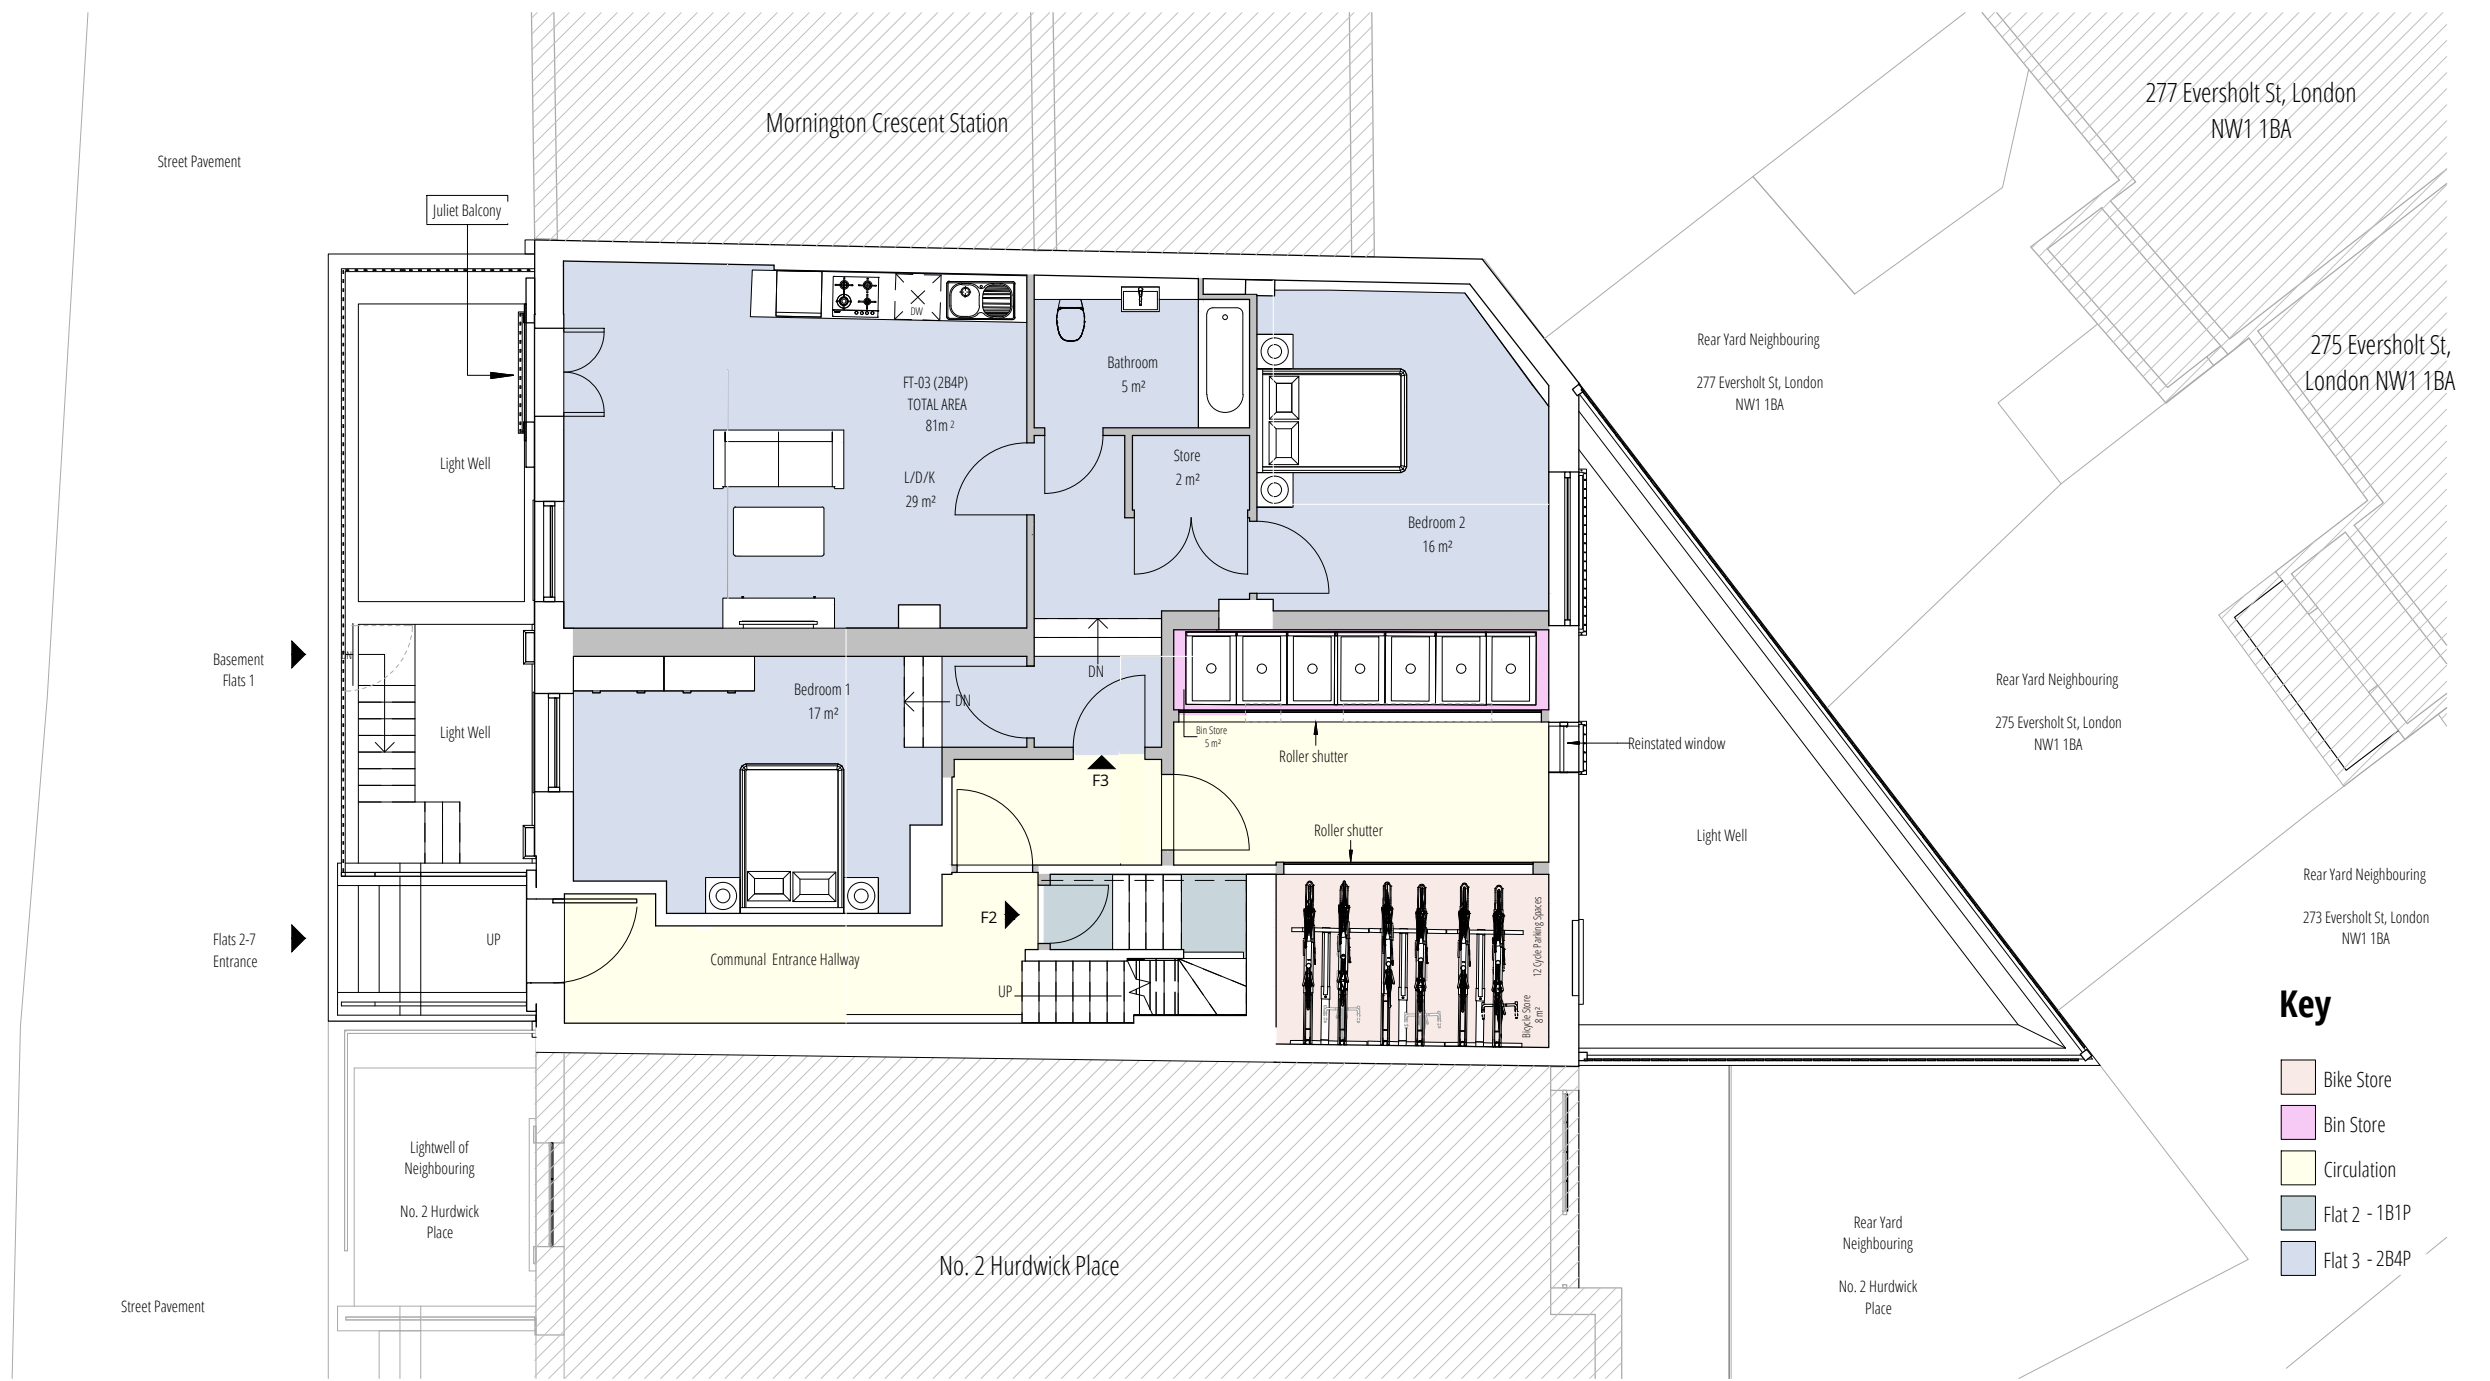 277 Eversholt St, London
NW1 1BA
Mornington Crescent Station
Street Pavement
Juliet Balcony
275 Eversholt St,
London NW1 1BA
Rear Yard Neighbouring
277 Eversholt St, London
NW1 1BA
DW
Bathroom
5 m²
FT-03 (2B4P)
TOTAL AREA
81m 2
L/D/K
29 m²
Light Well
Store
2 m²
Bedroom 2
16 m²
Basement
Flats 1
Bedroom 1
17 m²
DN
DN
Light Well
Bin Store
5 m²
Roller shutter
Reinstated window
Rear Yard Neighbouring
275 Eversholt St, London
NW1 1BA
F3
Roller shutter
Light Well
Rear Yard Neighbouring
273 Eversholt St, London
NW1 1BA
F2
Flats 2-7
Entrance
UP
Communal Entrance Hallway
UP
12 Cycle Parking Spaces
Bicycle Store
8 m²
Key
Bike Store
Bin Store
Circulation
Flat 2 - 1B1P
Flat 3 - 2B4P
Lightwell of
Neighbouring
No. 2 Hurdwick
Place
No. 2 Hurdwick Place
Rear Yard
Neighbouring
No. 2 Hurdwick
Place
Street Pavement